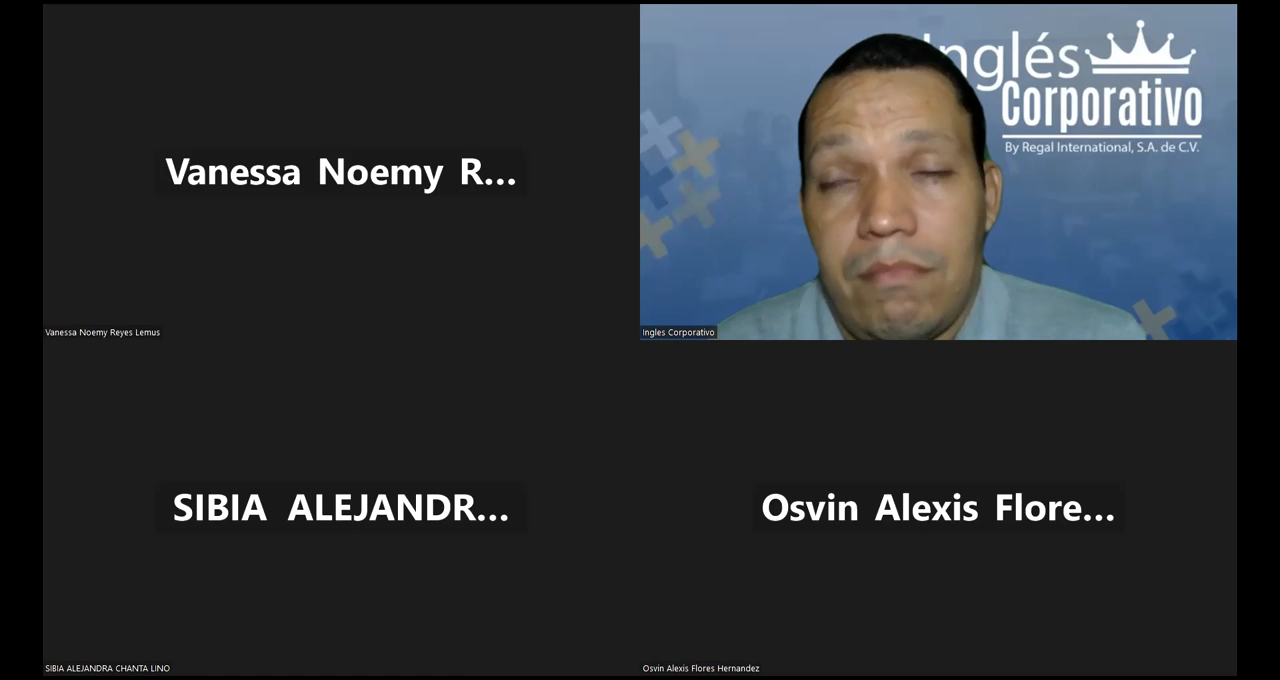 Vanessa Noemy R...
Vanessa Noemy Reyes Lemus
Inglés
Corporativo
By Regal International, S.A. de C.V.
Ingles Corporativo
SIBIA ALEJANDR...
SIBIA ALEJANDRA CHANTA LINO
Osvin Alexis Flore...
Osvin Alexis Flores Hernandez